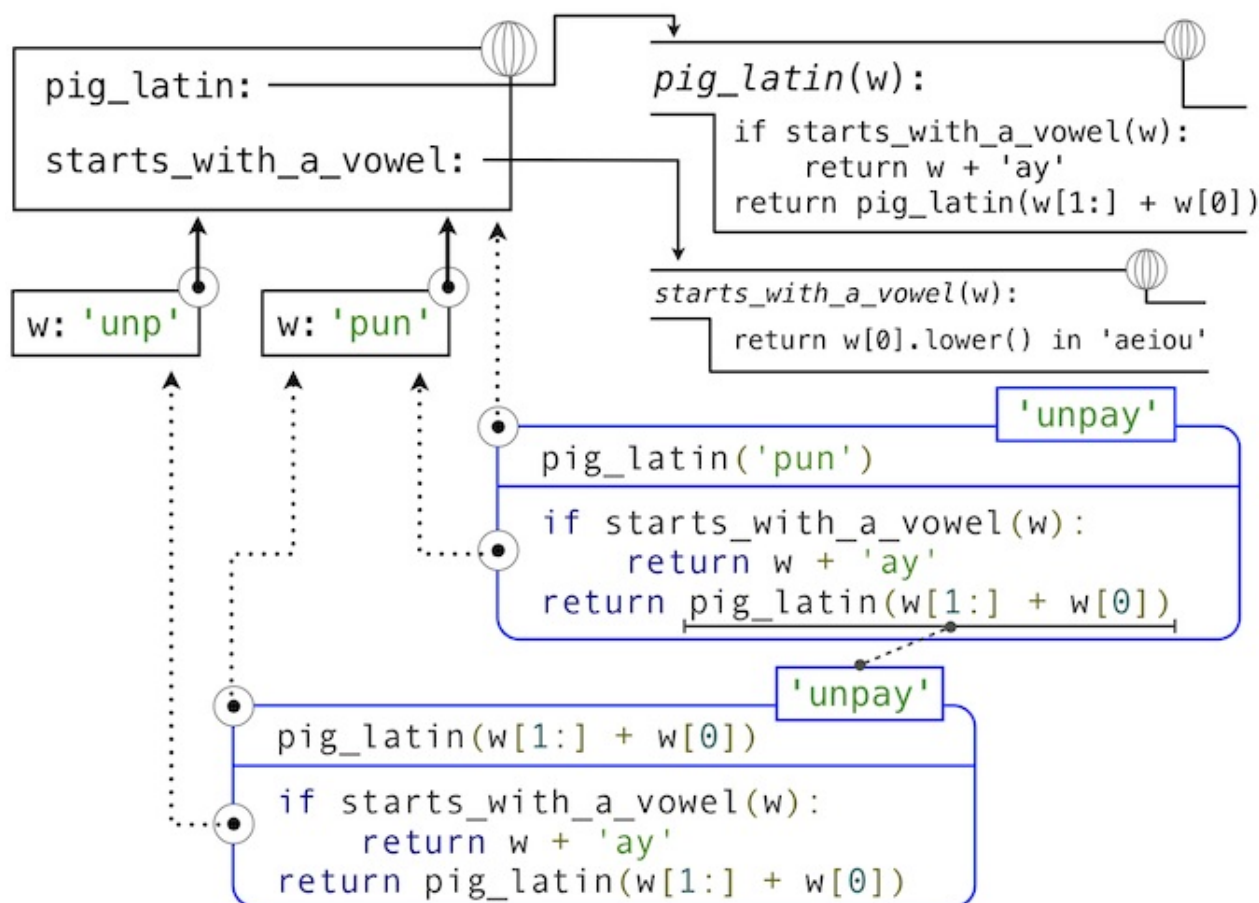 pig_latin:
starts_with_a_vowel:
pig_latin(w):
if starts_with_a_vowel(w):
return w + 'ay'
return pig_latin(w[1:] + w[0])
starts_with_a_vowel(w):
return w[0].lower() in 'aeiou'
w: 'unp'
w: 'pun'
'unpay'
pig_latin('pun')
if starts_with_a_vowel(w):
return w + 'ay'
return pig_latin(w[1:] + w[0])
'unpay'
pig_latin(w[1:] + w[0])
if starts_with_a_vowel(w):
return w + 'ay'
return pig_latin(w[1:] + w[0])